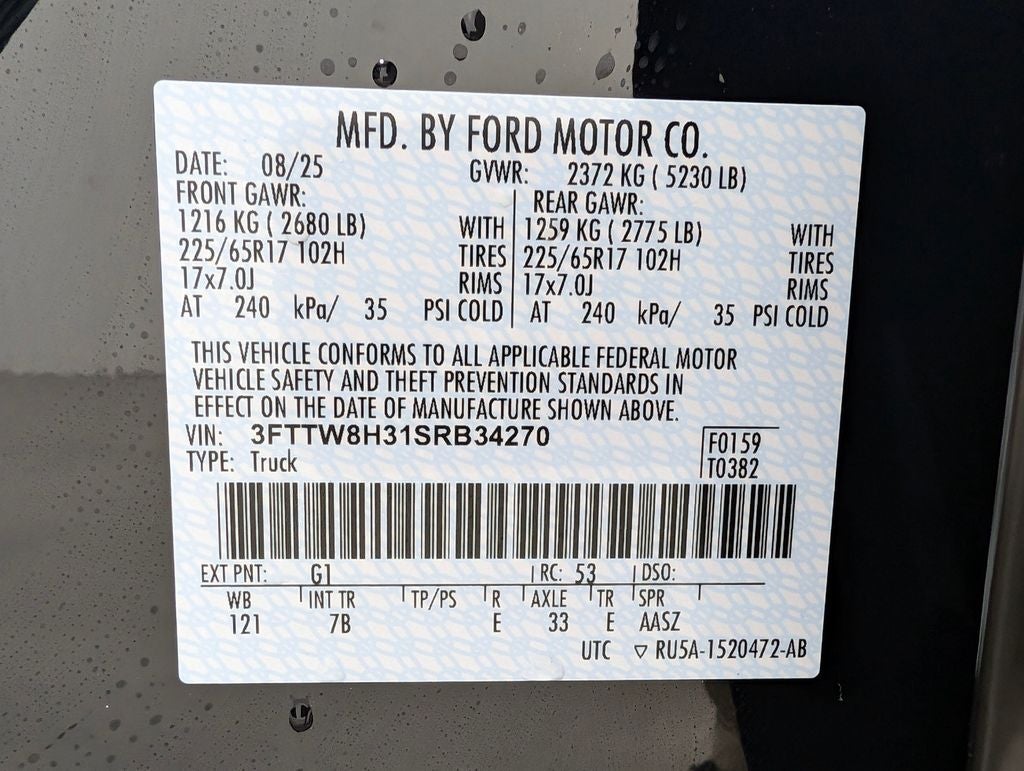 MFD. BY FORD MOTOR CO.
DATE: 08/25 GVWR: 2372 KG ( 5230 LB)
FRONT GAWR: REAR GAWR:
1216 KG ( 2680 LB) WITH 1259 KG ( 2775 LB) WITH
225/65R17 102H TIRES 225/65R17 102H TIRES
17x7.0J RIMS 17x7.0J RIMS
AT 240 kPa/ 35 PSI COLD AT 240 kPa/ 35 PSI COLD
THIS VEHICLE CONFORMS TO ALL APPLICABLE FEDERAL MOTOR
VEHICLE SAFETY AND THEFT PREVENTION STANDARDS IN
EFFECT ON THE DATE OF MANUFACTURE SHOWN ABOVE.
VIN: 3FTTW8H31SRB34270 F0159
TYPE: Truck T0382
EXT PNT: G1 RC: 53 DSO:
WB INT TR TP/PS R AXLE TR SPR
121 7B E 33 E AASZ
UTC ▽ RU5A-1520472-AB